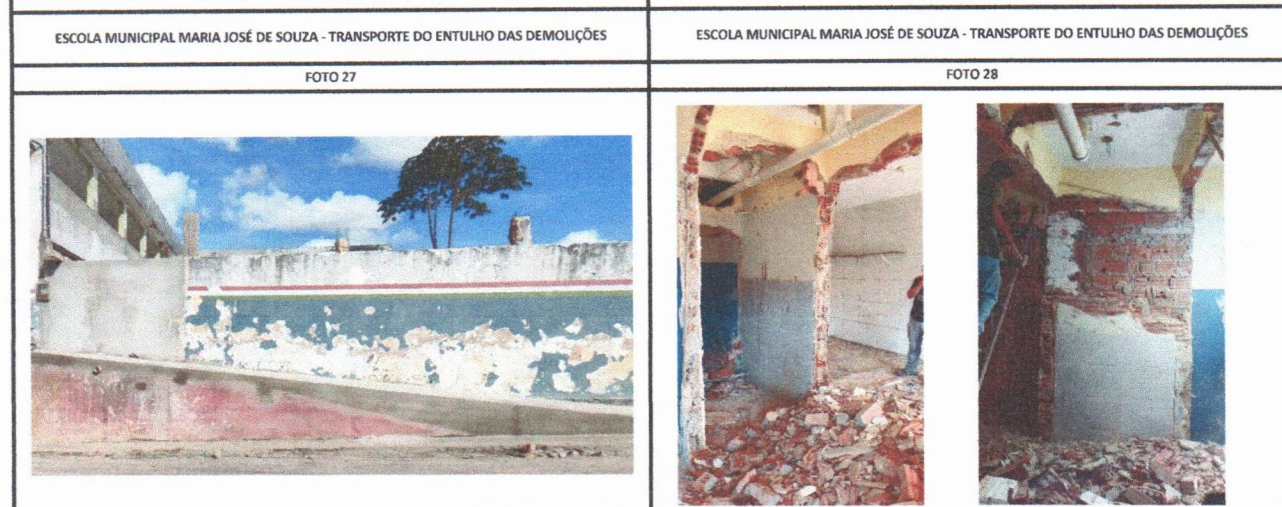 ESCOLA MUNICIPAL MARIA JOSÉ DE SOUZA - TRANSPORTE DO ENTULHO DAS DEMOLIÇÕES
ESCOLA MUNICIPAL MARIA JOSÉ DE SOUZA - TRANSPORTE DO ENTULHO DAS DEMOLIÇÕES
FOTO 27
FOTO 28